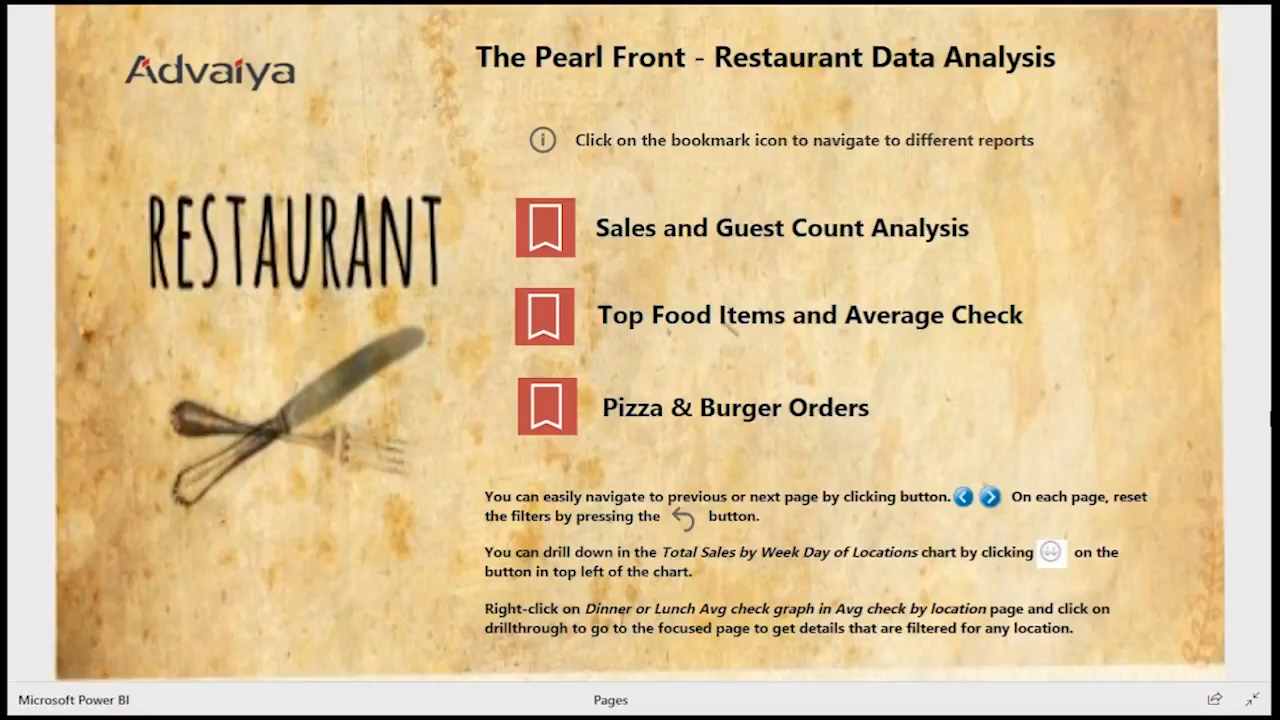 Advaiya
The Pearl Front - Restaurant Data Analysis
Click on the bookmark icon to navigate to different reports
RESTAURANT
Sales and Guest Count Analysis
Top Food Items and Average Check
Pizza & Burger Orders
You can easily navigate to previous or next page by clicking button. On each page, reset
the filters by pressing the button.
You can drill down in the Total Sales by Week Day of Locations chart by clicking on the
button in top left of the chart.
Right-click on Dinner or Lunch Avg check graph in Avg check by location page and click on
drillthrough to go to the focused page to get details that are filtered for any location.
Microsoft Power BI
Pages